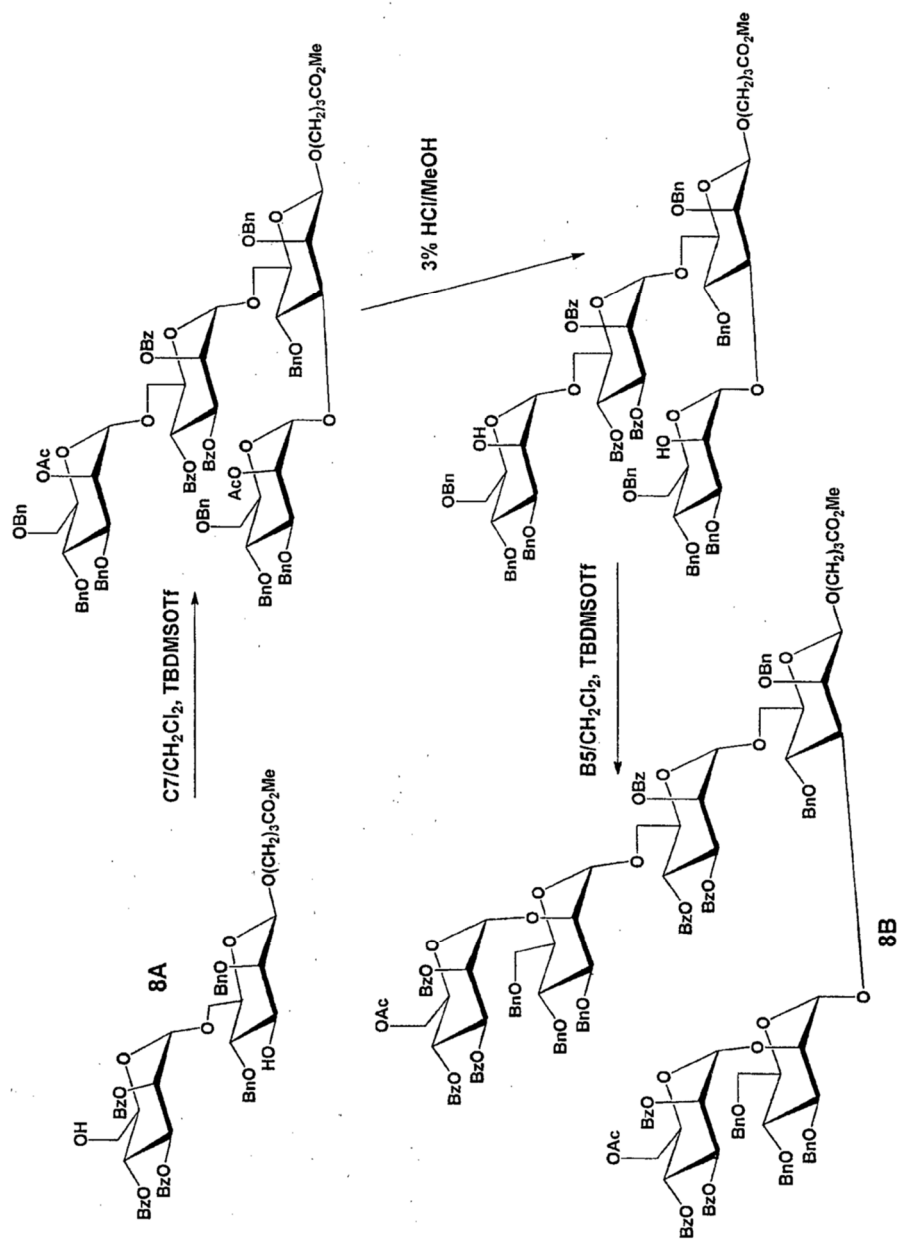 OH
BzO
BzO
BzO
O
O
8A
BnO
HO
BnO
O
O(CH2)3CO2Me
C7/CH2Cl2, TBDMSOTf
OBn
OAc
O
BnO
BnO
O
OBz
O
BzO
BzO
O
OBn
AcO
O
BnO
BnO
O
OBn
O
BnO
O(CH2)3CO2Me
3% HCl/MeOH
OBn
OH
O
BnO
BnO
O
OBz
O
BzO
BzO
O
OBn
HO
O
BnO
BnO
O
OBn
O
BnO
O(CH2)3CO2Me
B5/CH2Cl2, TBDMSOTf
OAc
BzO
O
BzO
BzO
O
O
BnO
BnO
BnO
O
OBz
O
BzO
BzO
O
OBn
O
BnO
O(CH2)3CO2Me
OAc
BzO
O
BzO
BzO
O
O
BnO
BnO
BnO
O
8B